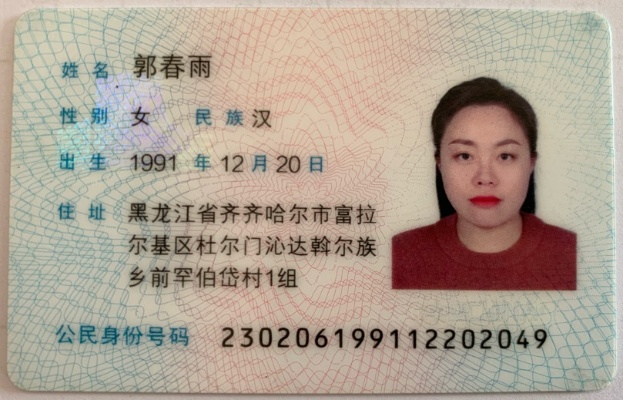 姓名 郭春雨
性别 女 民族 汉
出生 1991 年 12 月 20 日
住址 黑龙江省齐齐哈尔市富拉
尔基区杜尔门沁达斡尔族
乡前罕伯岱村1组
公民身份号码 230206199112202049